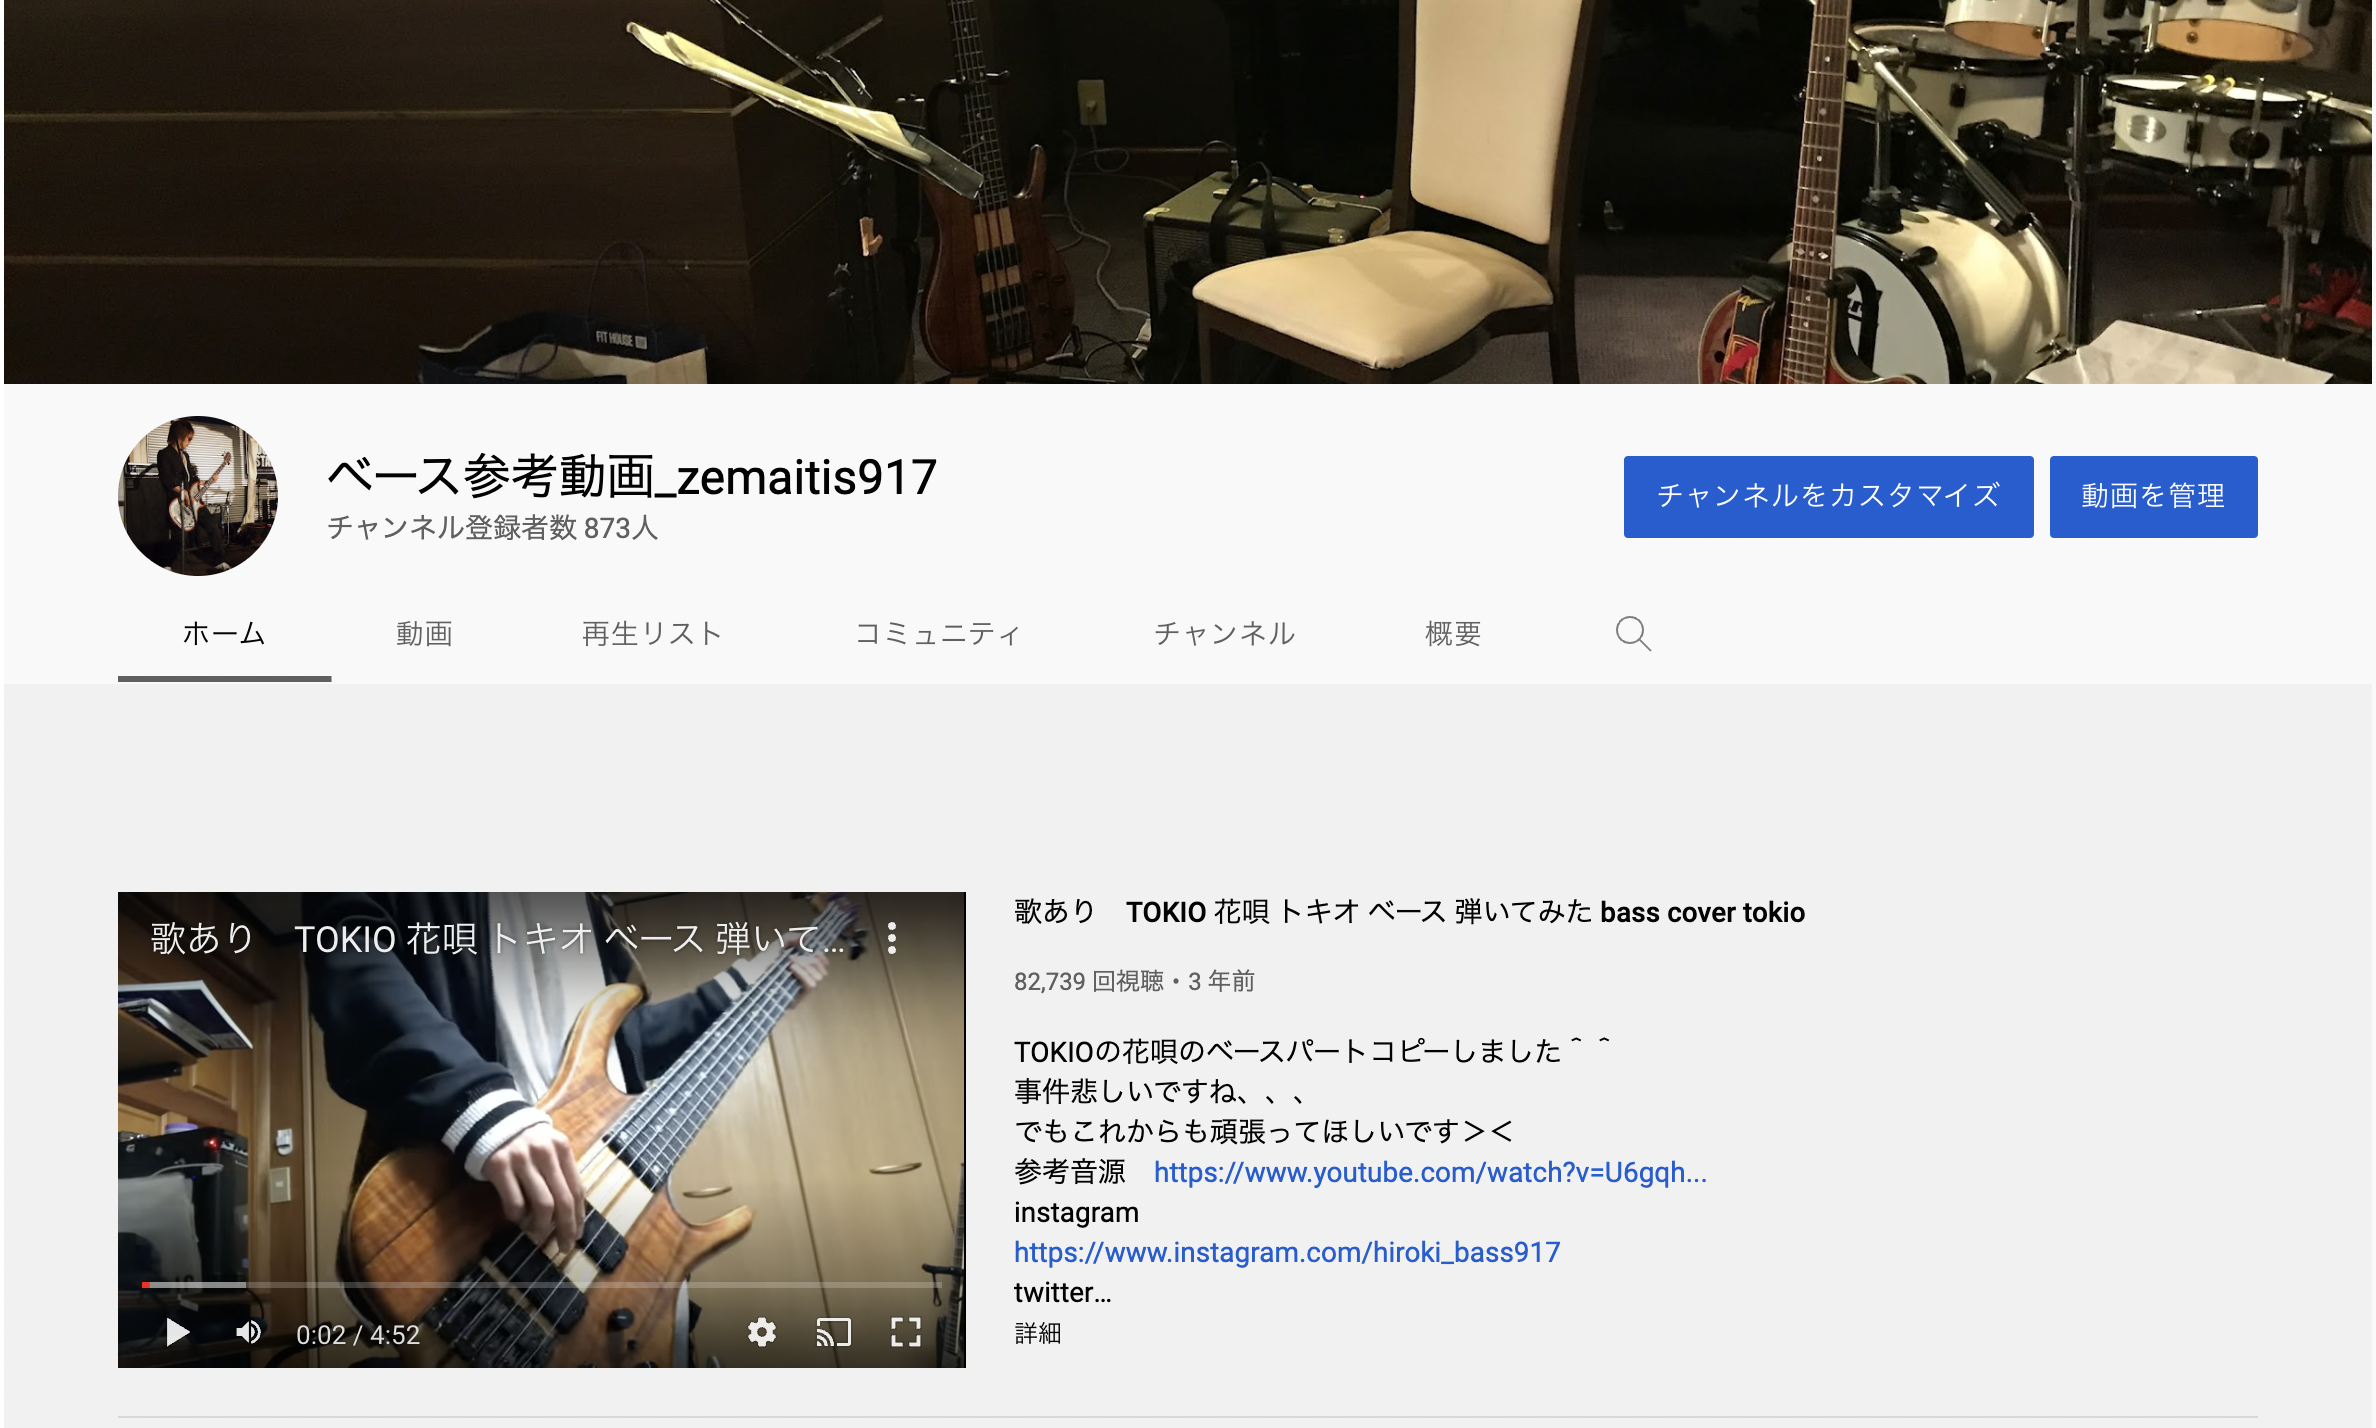 FIT HOUSE
ベース参考動画_zemaitis917
チャンネル登録者数 873人
チャンネルをカスタマイズ
動画を管理
ホーム
動画
再生リスト
コミュニティ
チャンネル
概要
歌あり　TOKIO 花唄 トキオ ベース 弾いて...
0:02 / 4:52
歌あり　TOKIO 花唄 トキオ ベース 弾いてみた bass cover tokio
82,739 回視聴・3 年前
TOKIOの花唄のベースパートコピーしました＾＾
事件悲しいですね、、、
でもこれからも頑張ってほしいです＞＜
参考音源　https://www.youtube.com/watch?v=U6gqh...
instagram
https://www.instagram.com/hiroki_bass917
twitter...
詳細